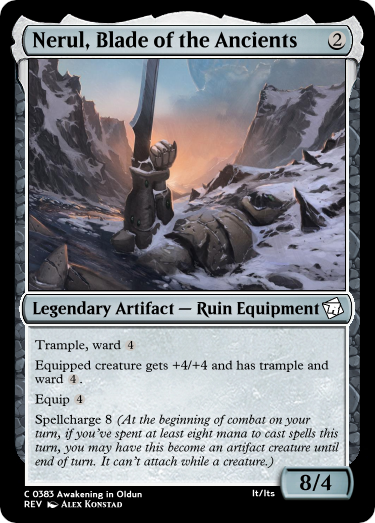 Nerul, Blade of the Ancients 2
Legendary Artifact — Ruin Equipment
Trample, ward 4
Equipped creature gets +4/+4 and has trample and
ward 4 .
Equip 4
Spellcharge 8 (At the beginning of combat on your
turn, if you've spent at least eight mana to cast spells this
turn, you may have this become an artifact creature until
end of turn. It can't attach while a creature.)
8/4
C 0383 Awakening in Oldun It/Its
REV Alex Konstad